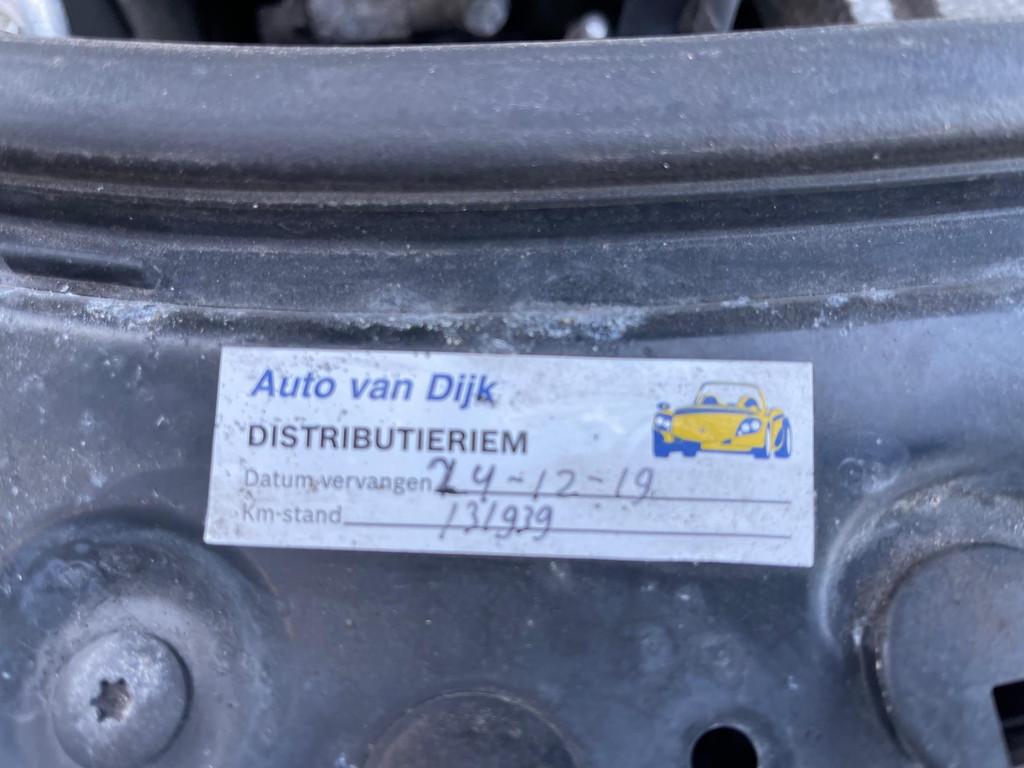 Auto van Dijk
DISTRIBUTIERIEM
Datum vervangen 24-12-19
Km-stand 131939